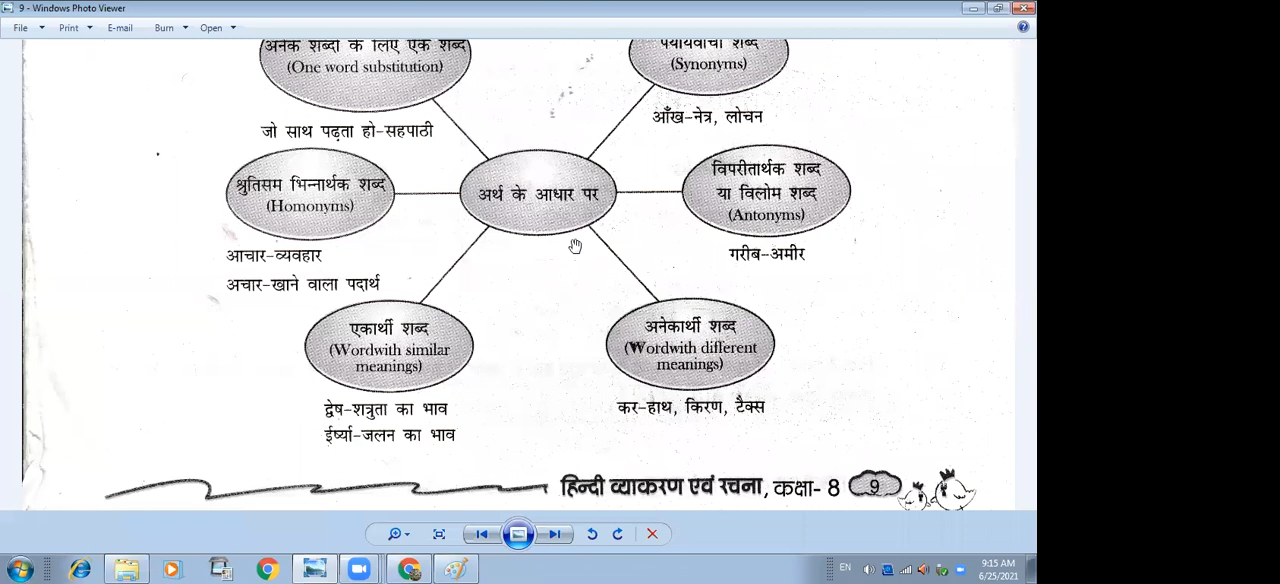 9 - Windows Photo Viewer
File Print E-mail Burn Open
अनेक शब्दों के लिए एक शब्द
(One word substitution)
जो साथ पढ़ता हो-सहपाठी
पर्यायवाची शब्द
(Synonyms)
आँख-नेत्र, लोचन
श्रुतिसम भिन्नार्थक शब्द
(Homonyms)
आचार-व्यवहार
अचार-खाने वाला पदार्थ
अर्थ के आधार पर
विपरीतार्थक शब्द
या विलोम शब्द
(Antonyms)
गरीब-अमीर
एकार्थी शब्द
(Wordwith similar
meanings)
द्वेष-शत्रुता का भाव
ईर्ष्या-जलन का भाव
अनेकार्थी शब्द
(Wordwith different
meanings)
कर-हाथ, किरण, टैक्स
हिन्दी व्याकरण एवं रचना, कक्षा- 8 9
EN 9:15 AM
6/25/2021